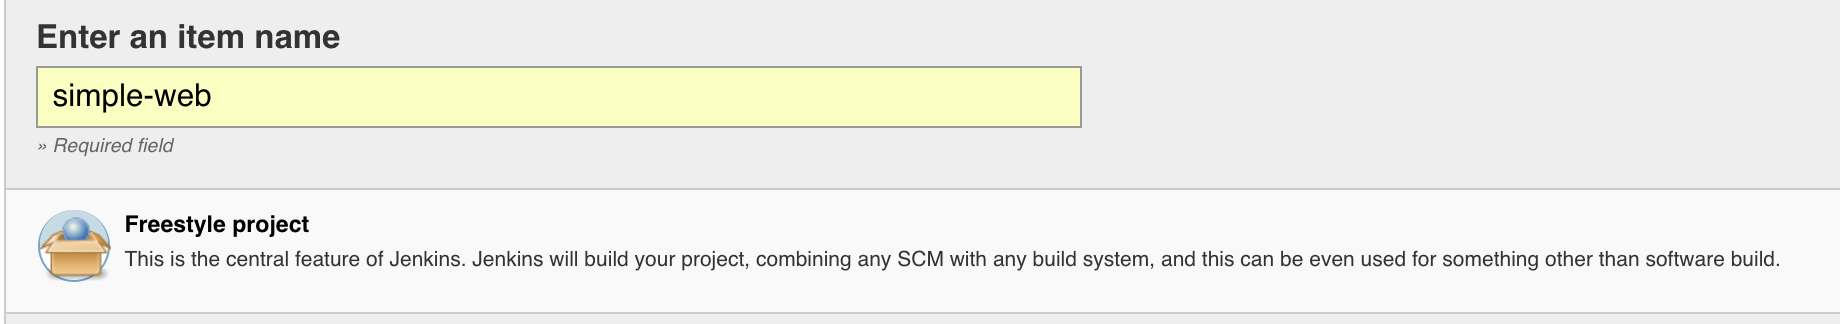 Enter an item name
simple-web
» Required field
Freestyle project
This is the central feature of Jenkins. Jenkins will build your project, combining any SCM with any build system, and this can be even used for something other than software build.